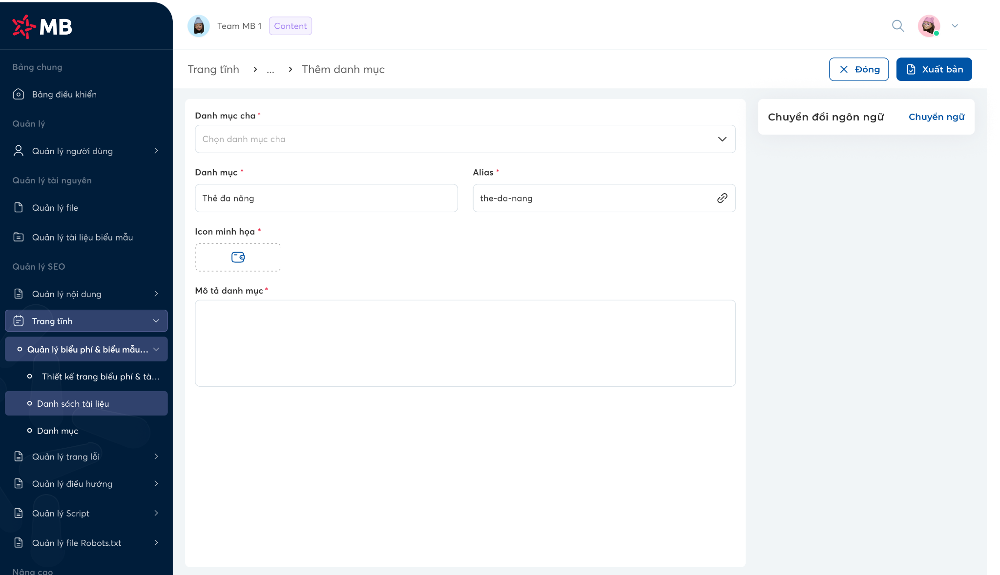 MB
Bảng chung
Bảng điều khiển
Quản lý
Quản lý người dùng
Quản lý tài nguyên
Quản lý file
Quản lý tài liệu biểu mẫu
Quản lý SEO
Quản lý nội dung
Trang tĩnh
Quản lý biểu phí & biểu mẫu...
Thiết kế trang biểu phí & tà...
Danh sách tài liệu
Danh mục
Quản lý trang lỗi
Quản lý điều hướng
Quản lý Script
Quản lý file Robots.txt
Nâng cao
Team MB 1 Content
Trang tĩnh > ... > Thêm danh mục
Đóng
Xuất bản
Danh mục cha *
Chọn danh mục cha
Danh mục *
Thẻ đa năng
Alias *
the-da-nang
Icon minh họa *
Mô tả danh mục *
Chuyển đổi ngôn ngữ
Chuyển ngữ